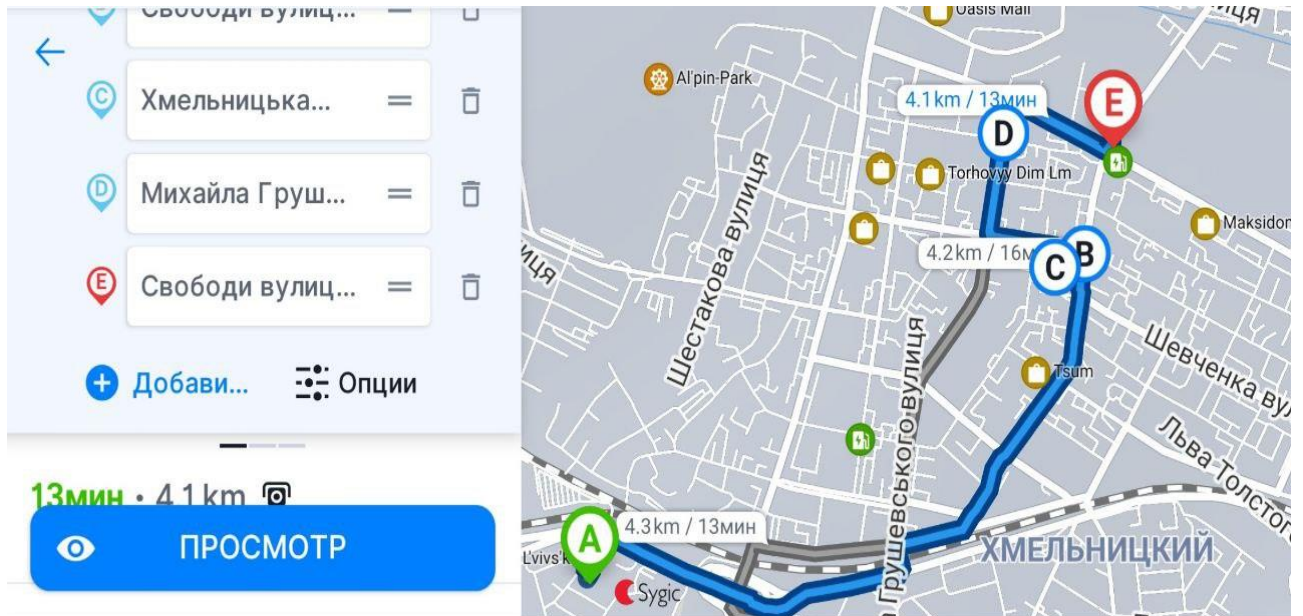 Свободи вулиц...
C
Хмельницька...
D
Михайла Груш...
E
Свободи вулиц...
Добави...
Опции
13мин • 4.1 km
ПРОСМОТР
Oasis Mall
Al'pin-Park
4.1 km / 13мин
E
D
Torhovyy Dim Lm
Шестакова вулиця
Maksidom
4.2 km / 16м
C
B
Шевченка ву
Tsum
Грушевського вулиця
Льва Толстого
A
4.3 km / 13мин
ХМЕЛЬНИЦКИЙ
L'vivs'k
Sygic